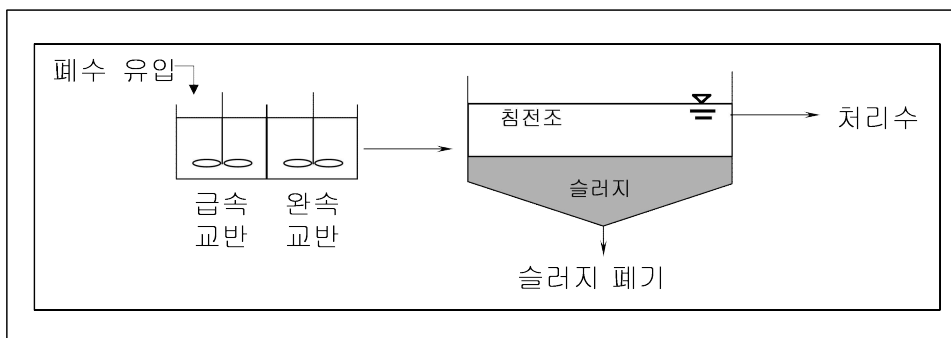 폐수 유입
침전조
처리수
슬러지
급속 완속
교반 교반
슬러지 폐기